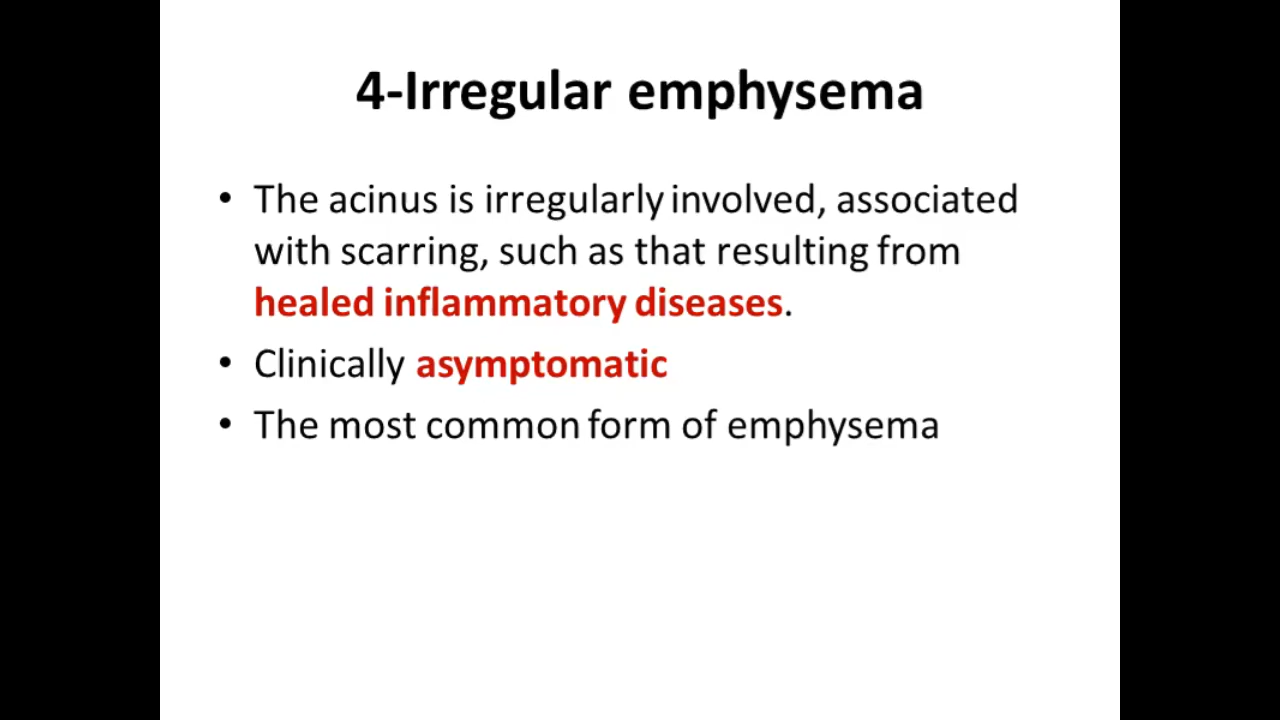 4-Irregular emphysema
• The acinus is irregularly involved, associated
with scarring, such as that resulting from
healed inflammatory diseases.
• Clinically asymptomatic
• The most common form of emphysema